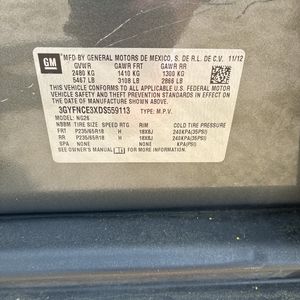 GM
MFD BY GENERAL MOTORS DE MEXICO, S. DE R.L. DE C.V. 11/12
GVWR GAWR FRT GAWR RR
2480 KG 1410 KG 1300 KG
5467 LB 3108 LB 2866 LB
THIS VEHICLE CONFORMS TO ALL APPLICABLE U.S. FEDERAL MOTOR
VEHICLE SAFETY AND THEFT PREVENTION STANDARDS IN EFFECT ON
THE DATE OF MANUFACTURE SHOWN ABOVE.
3GYFNCE3XDS559113 TYPE: M.P.V.
MODEL: NG26
TIRE SIZE SPEED RTG RIM COLD TIRE PRESSURE
FRT P235/65R18 H 18X8J 240KPA(35PSI)
RR P235/65R18 H 18X8J 240KPA(35PSI)
SPA NONE NONE KPA(PSI)
SEE OWNER'S MANUAL FOR ADDITIONAL INFORMATION.